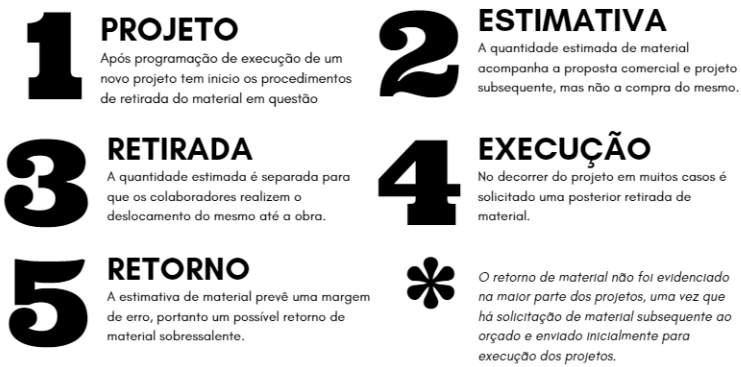 1
PROJETO
Após programação de execução de um
novo projeto tem inicio os procedimentos
de retirada do material em questão
2
ESTIMATIVA
A quantidade estimada de material
acompanha a proposta comercial e projeto
subsequente, mas não a compra do mesmo.
3
RETIRADA
A quantidade estimada é separada para
que os colaboradores realizem o
deslocamento do mesmo até a obra.
4
EXECUÇÃO
No decorrer do projeto em muitos casos é
solicitado uma posterior retirada de
material.
5
RETORNO
A estimativa de material prevê uma margem
de erro, portanto um possível retorno de
material sobressalente.
*
O retorno de material não foi evidenciado
na maior parte dos projetos, uma vez que
há solicitação de material subsequente ao
orçado e enviado inicialmente para
execução dos projetos.